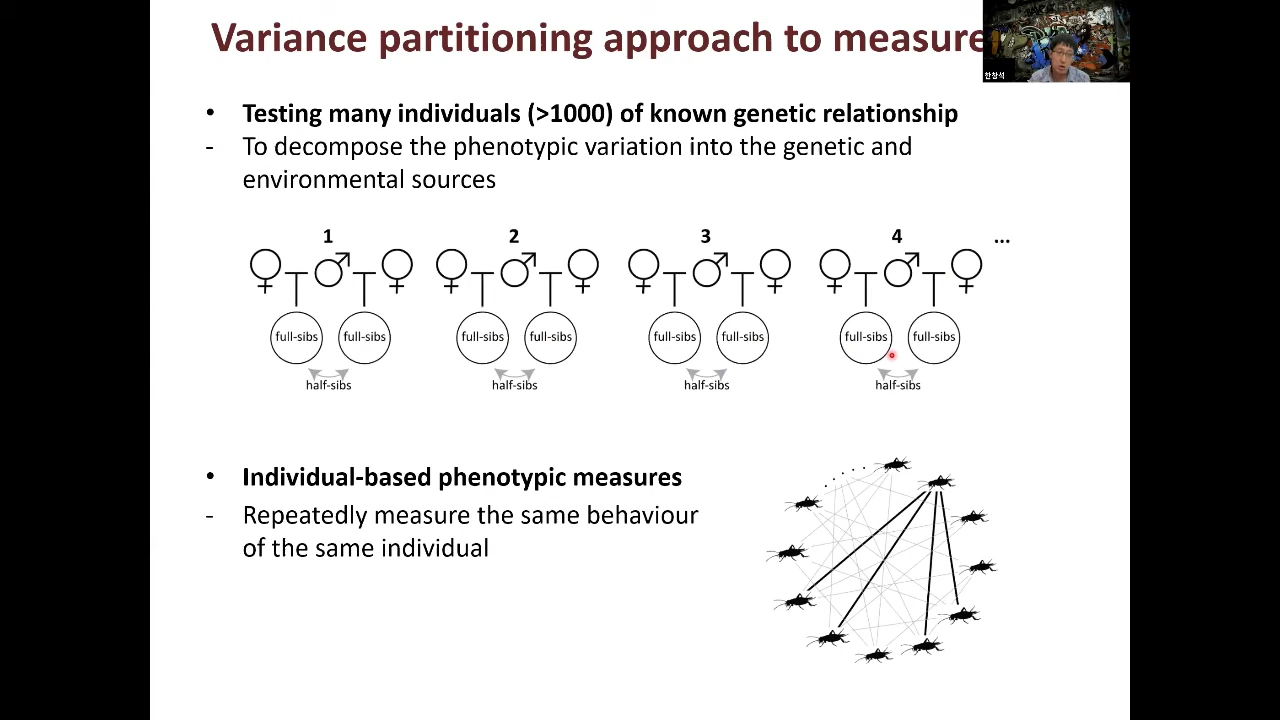 Variance partitioning approach to measure
한창석
• Testing many individuals (>1000) of known genetic relationship
- To decompose the phenotypic variation into the genetic and
environmental sources
1 2 3 4 ...
full-sibs full-sibs full-sibs full-sibs full-sibs full-sibs full-sibs full-sibs
half-sibs half-sibs half-sibs half-sibs
• Individual-based phenotypic measures
- Repeatedly measure the same behaviour
of the same individual